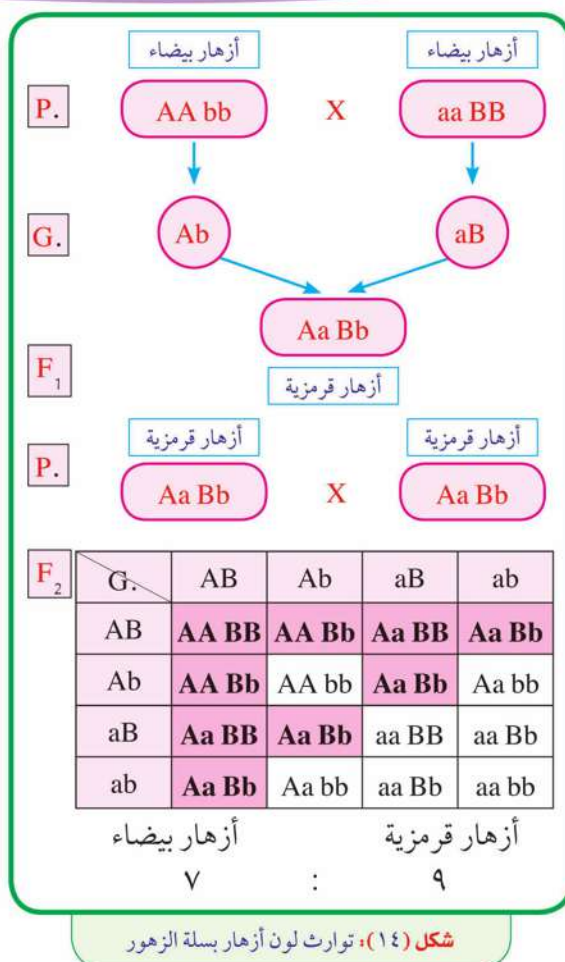 أزهار بيضاء أزهار بيضاء
P. AA bb X aa BB
G. Ab aB
Aa Bb
F₁
أزهار قرمزية
أزهار قرمزية أزهار قرمزية
P. Aa Bb X Aa Bb
F₂
G. AB Ab aB ab
AB AA BB AA Bb Aa BB Aa Bb
Ab AA Bb AA bb Aa Bb Aa bb
aB Aa BB Aa Bb aa BB aa Bb
ab Aa Bb Aa bb aa Bb aa bb
أزهار قرمزية أزهار بيضاء
٩ : ٧
شكل (١٤): توارث لون أزهار بسلة الزهور